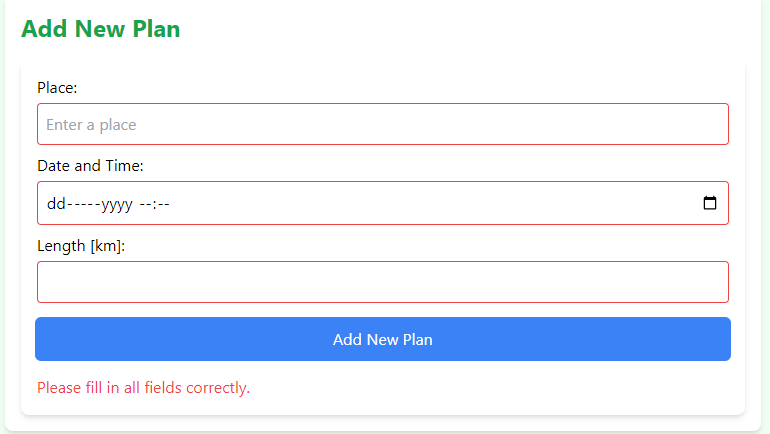 Add New Plan
Place:
Enter a place
Date and Time:
dd-----yyyy --:--
Length [km]:
Add New Plan
Please fill in all fields correctly.